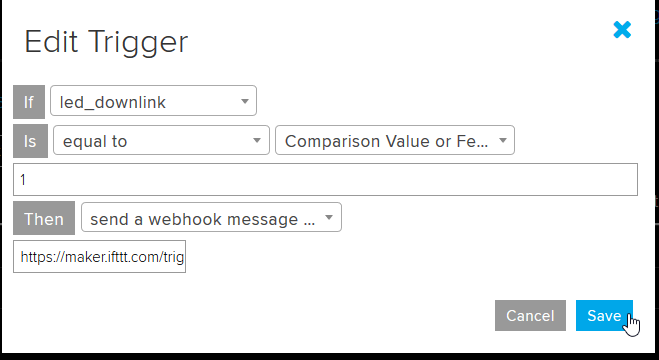 Edit Trigger
If led_downlink
Is equal to Comparison Value or Fe...
1
Then send a webhook message ...
https://maker.ifttt.com/trig
Cancel Save